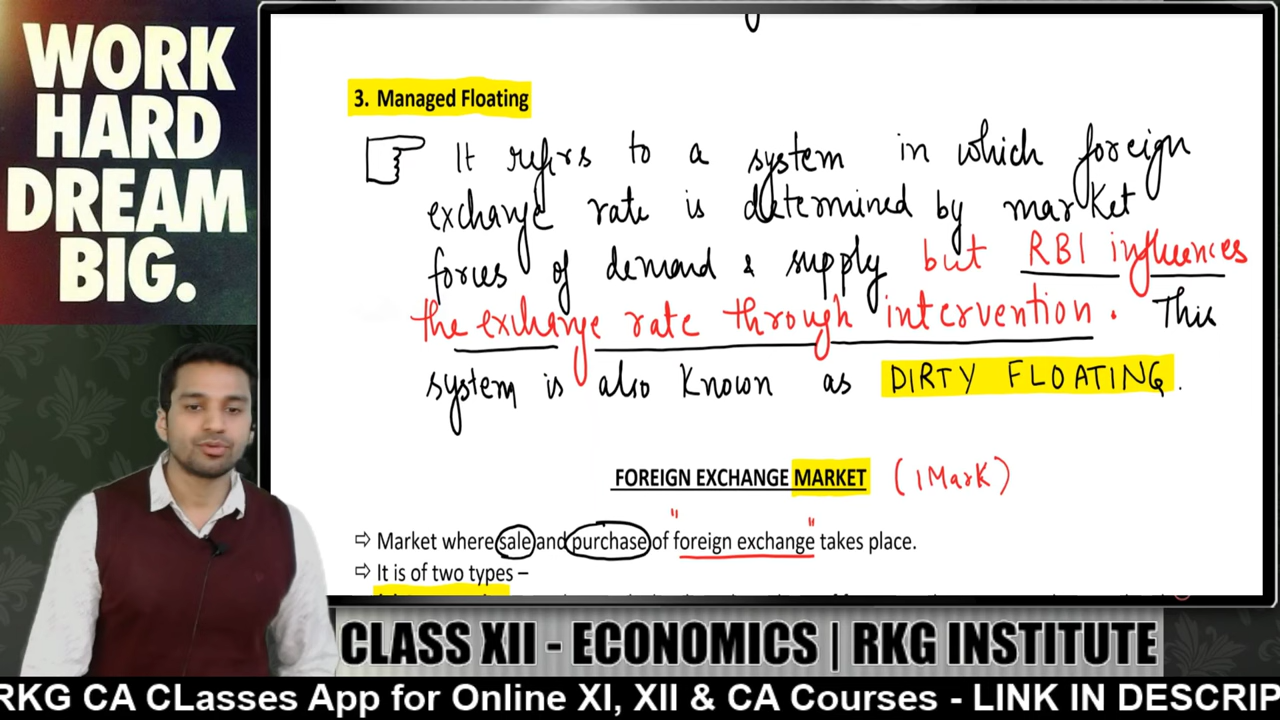 WORK
HARD
DREAM
BIG.
3. Managed Floating
It refers to a system in which foreign
exchange rate is determined by market
forces of demand & supply but RBI influences
the exchange rate through intervention. This
system is also known as DIRTY FLOATING.
FOREIGN EXCHANGE MARKET (1 Mark)
⇨ Market where sale and purchase of "foreign exchange" takes place.
⇨ It is of two types –
CLASS XII - ECONOMICS | RKG INSTITUTE
RKG CA CLasses App for Online XI, XII & CA Courses - LINK IN DESCRIP